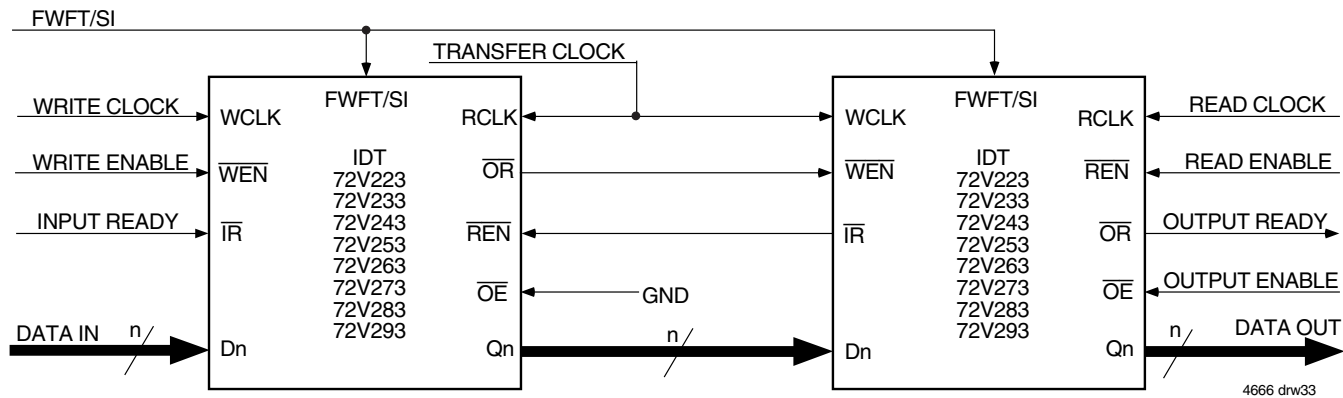 FWFT/SI
TRANSFER CLOCK
WRITE CLOCK
WRITE ENABLE
INPUT READY
DATA IN
n
FWFT/SI
WCLK
RCLK
WEN
OR
IR
REN
OE
Dn
Qn
IDT
72V223
72V233
72V243
72V253
72V263
72V273
72V283
72V293
GND
n
FWFT/SI
WCLK
RCLK
WEN
REN
IR
OR
OE
Dn
Qn
IDT
72V223
72V233
72V243
72V253
72V263
72V273
72V283
72V293
READ CLOCK
READ ENABLE
OUTPUT READY
OUTPUT ENABLE
n
DATA OUT
4666 drw33